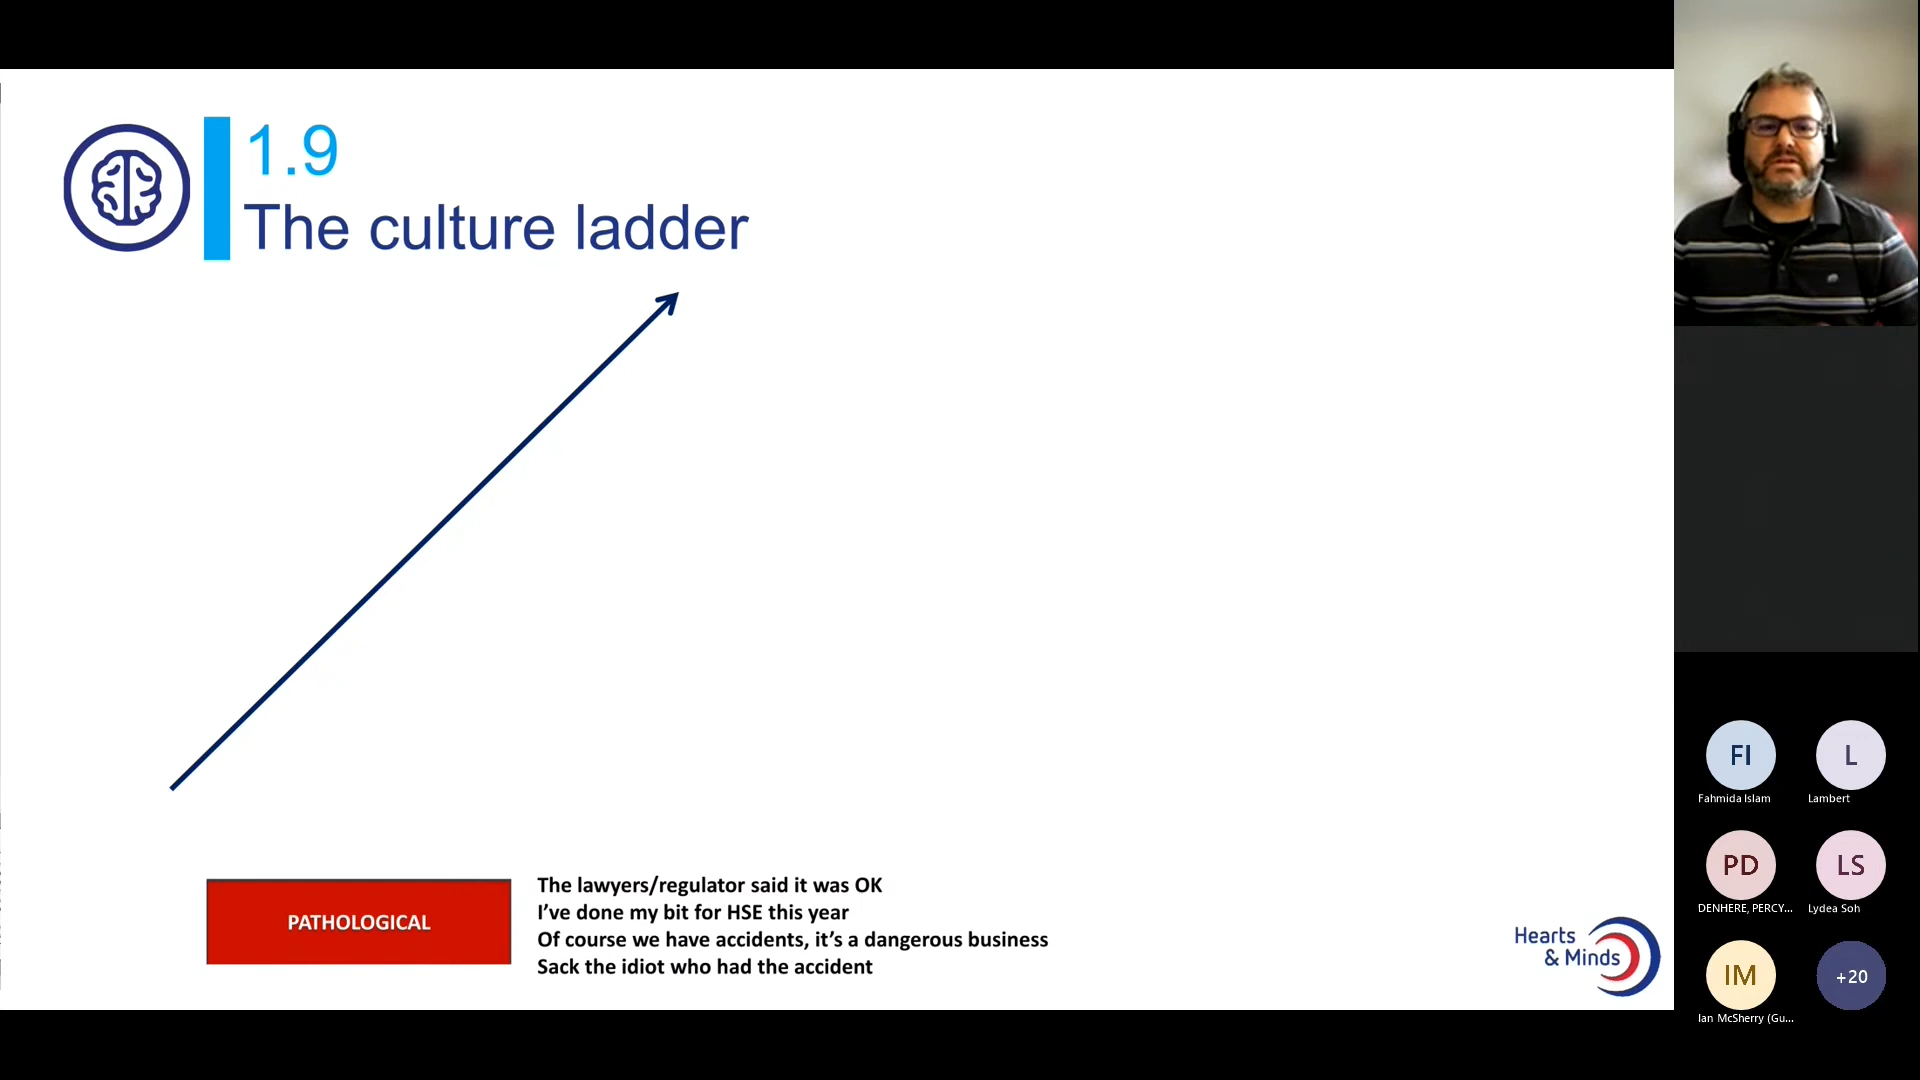 1.9
The culture ladder
PATHOLOGICAL
The lawyers/regulator said it was OK
I've done my bit for HSE this year
Of course we have accidents, it's a dangerous business
Sack the idiot who had the accident
Hearts
& Minds
FI
L
Fahmida Islam
Lambert
PD
LS
DENHERE, PERCY...
Lydea Soh
IM
+20
Ian McSherry (Gu...